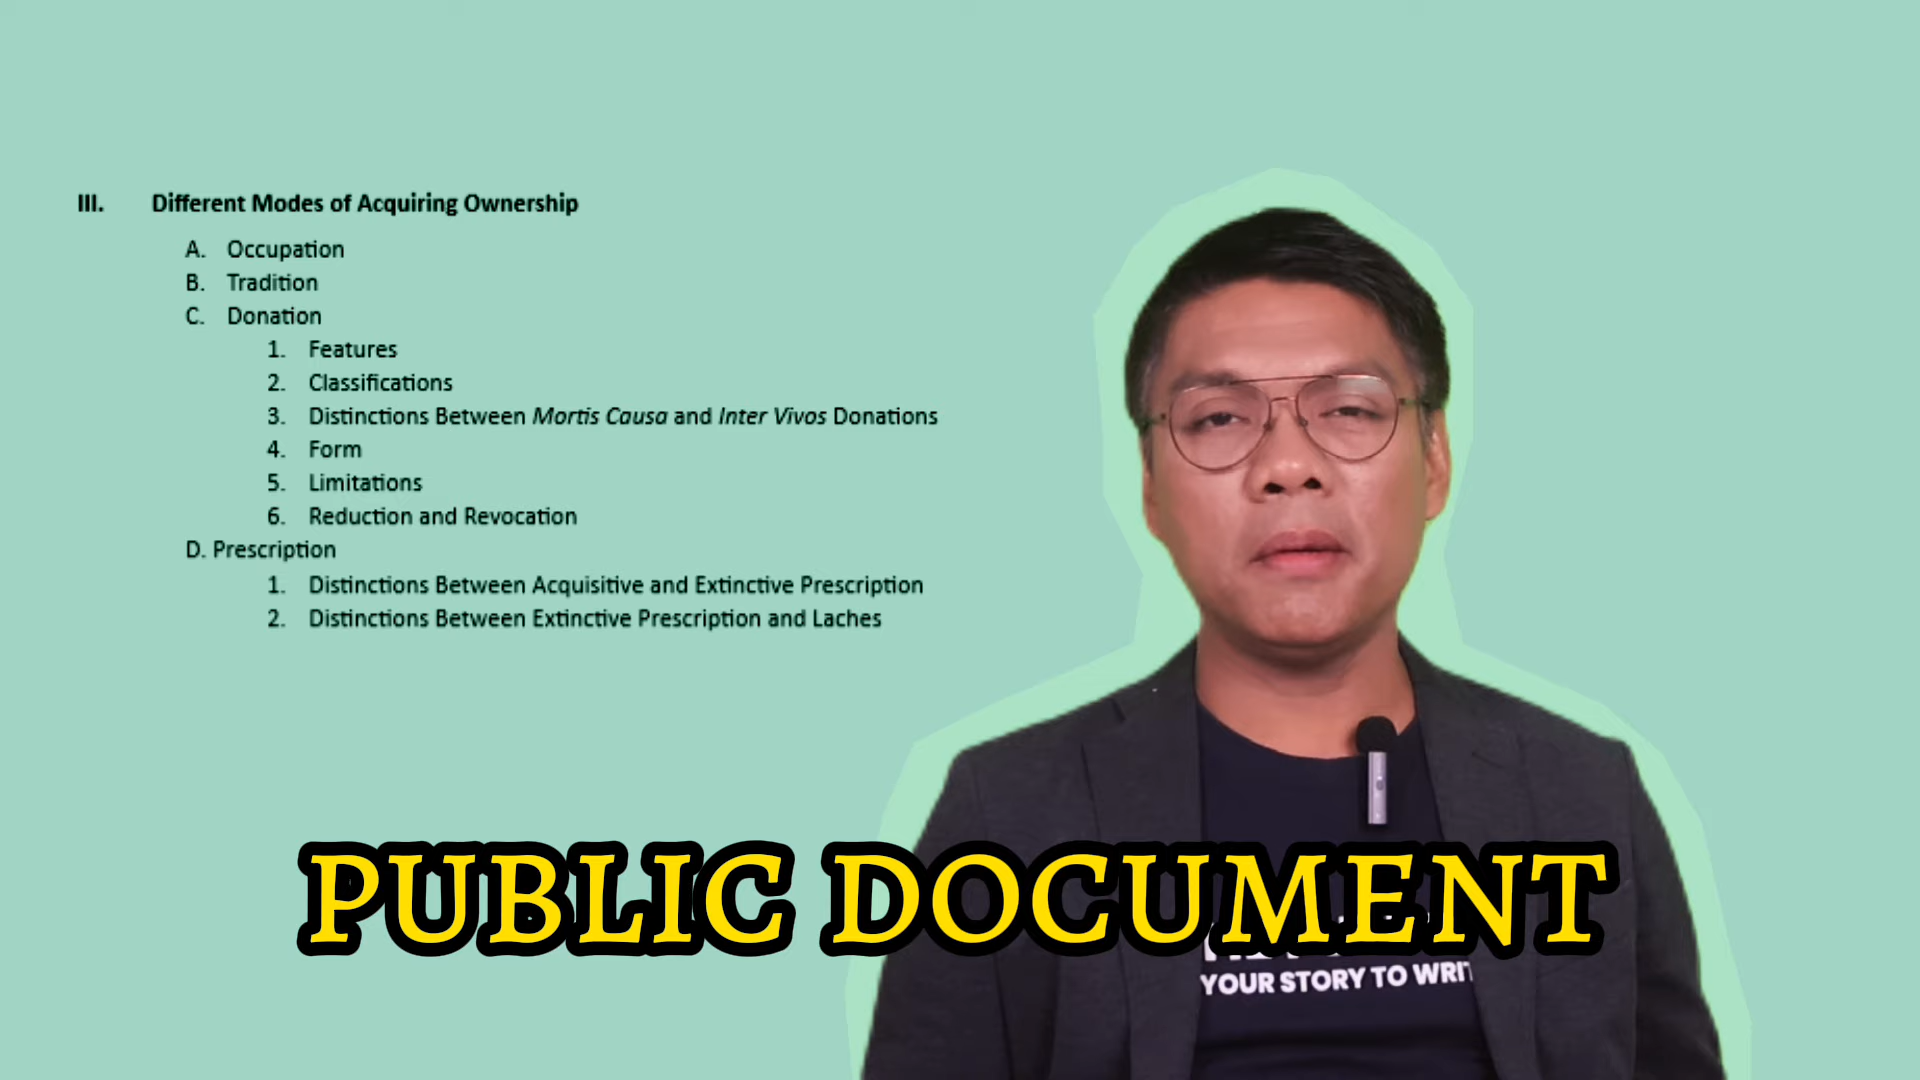 III. Different Modes of Acquiring Ownership
A. Occupation
B. Tradition
C. Donation
1. Features
2. Classifications
3. Distinctions Between Mortis Causa and Inter Vivos Donations
4. Form
5. Limitations
6. Reduction and Revocation
D. Prescription
1. Distinctions Between Acquisitive and Extinctive Prescription
2. Distinctions Between Extinctive Prescription and Laches
PUBLIC DOCUMENT
YOUR STORY TO